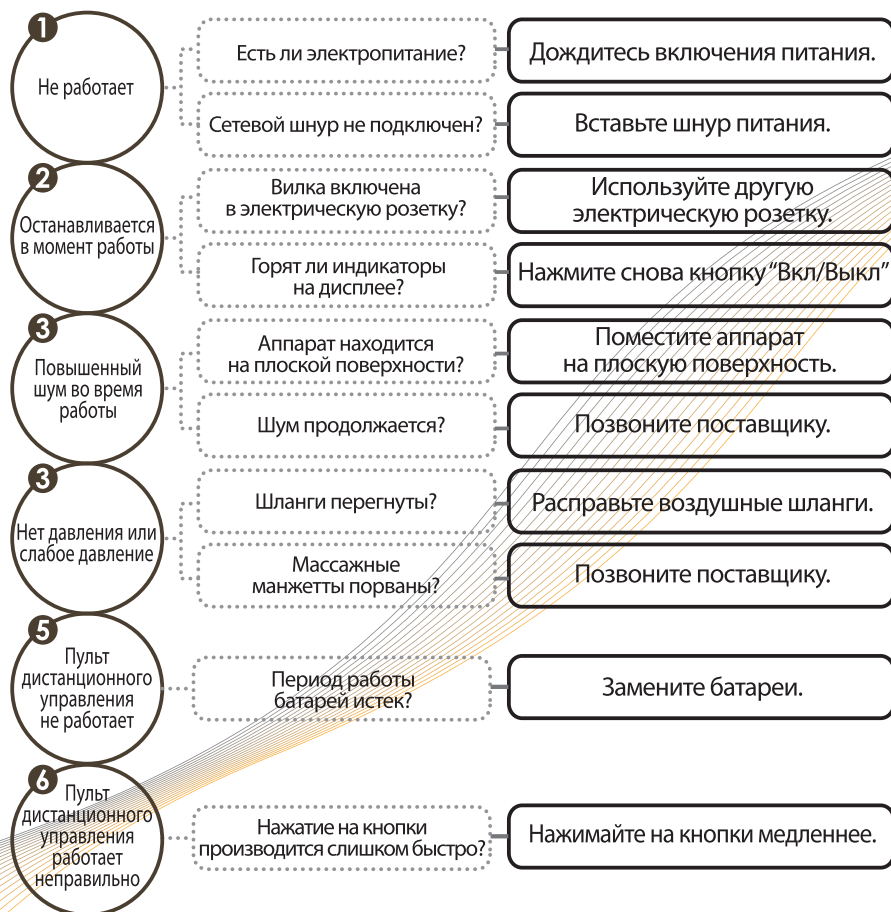 1
Не работает
Есть ли электропитание?
Дождитесь включения питания.
Сетевой шнур не подключен?
Вставьте шнур питания.
2
Останавливается
в момент работы
Вилка включена
в электрическую розетку?
Используйте другую
электрическую розетку.
Горят ли индикаторы
на дисплее?
Нажмите снова кнопку “Вкл/Выкл”
3
Повышенный
шум во время
работы
Аппарат находится
на плоской поверхности?
Поместите аппарат
на плоскую поверхность.
Шум продолжается?
Позвоните поставщику.
3
Нет давления или
слабое давление
Шланги перегнуты?
Расправьте воздушные шланги.
Массажные
манжетты порваны?
Позвоните поставщику.
5
Пульт
дистанционного
управления
не работает
Период работы
батарей истек?
Замените батареи.
6
Пульт
дистанционного
управления
работает
неправильно
Нажатие на кнопки
производится слишком быстро?
Нажимайте на кнопки медленнее.